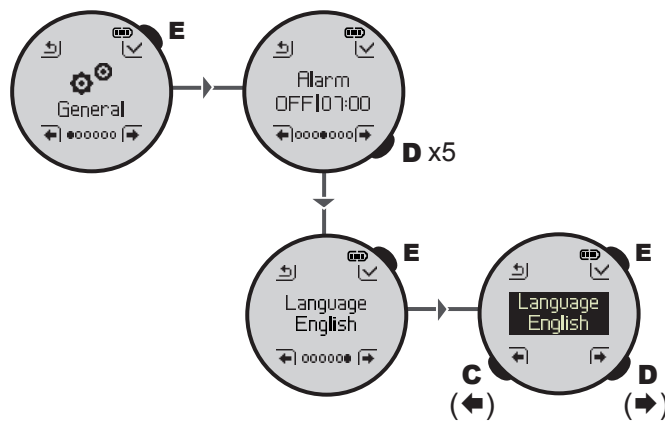 E
General
Alarm
OFF|07:00
D x5
E
Language
English
E
Language
English
C
(←)
D
(→)